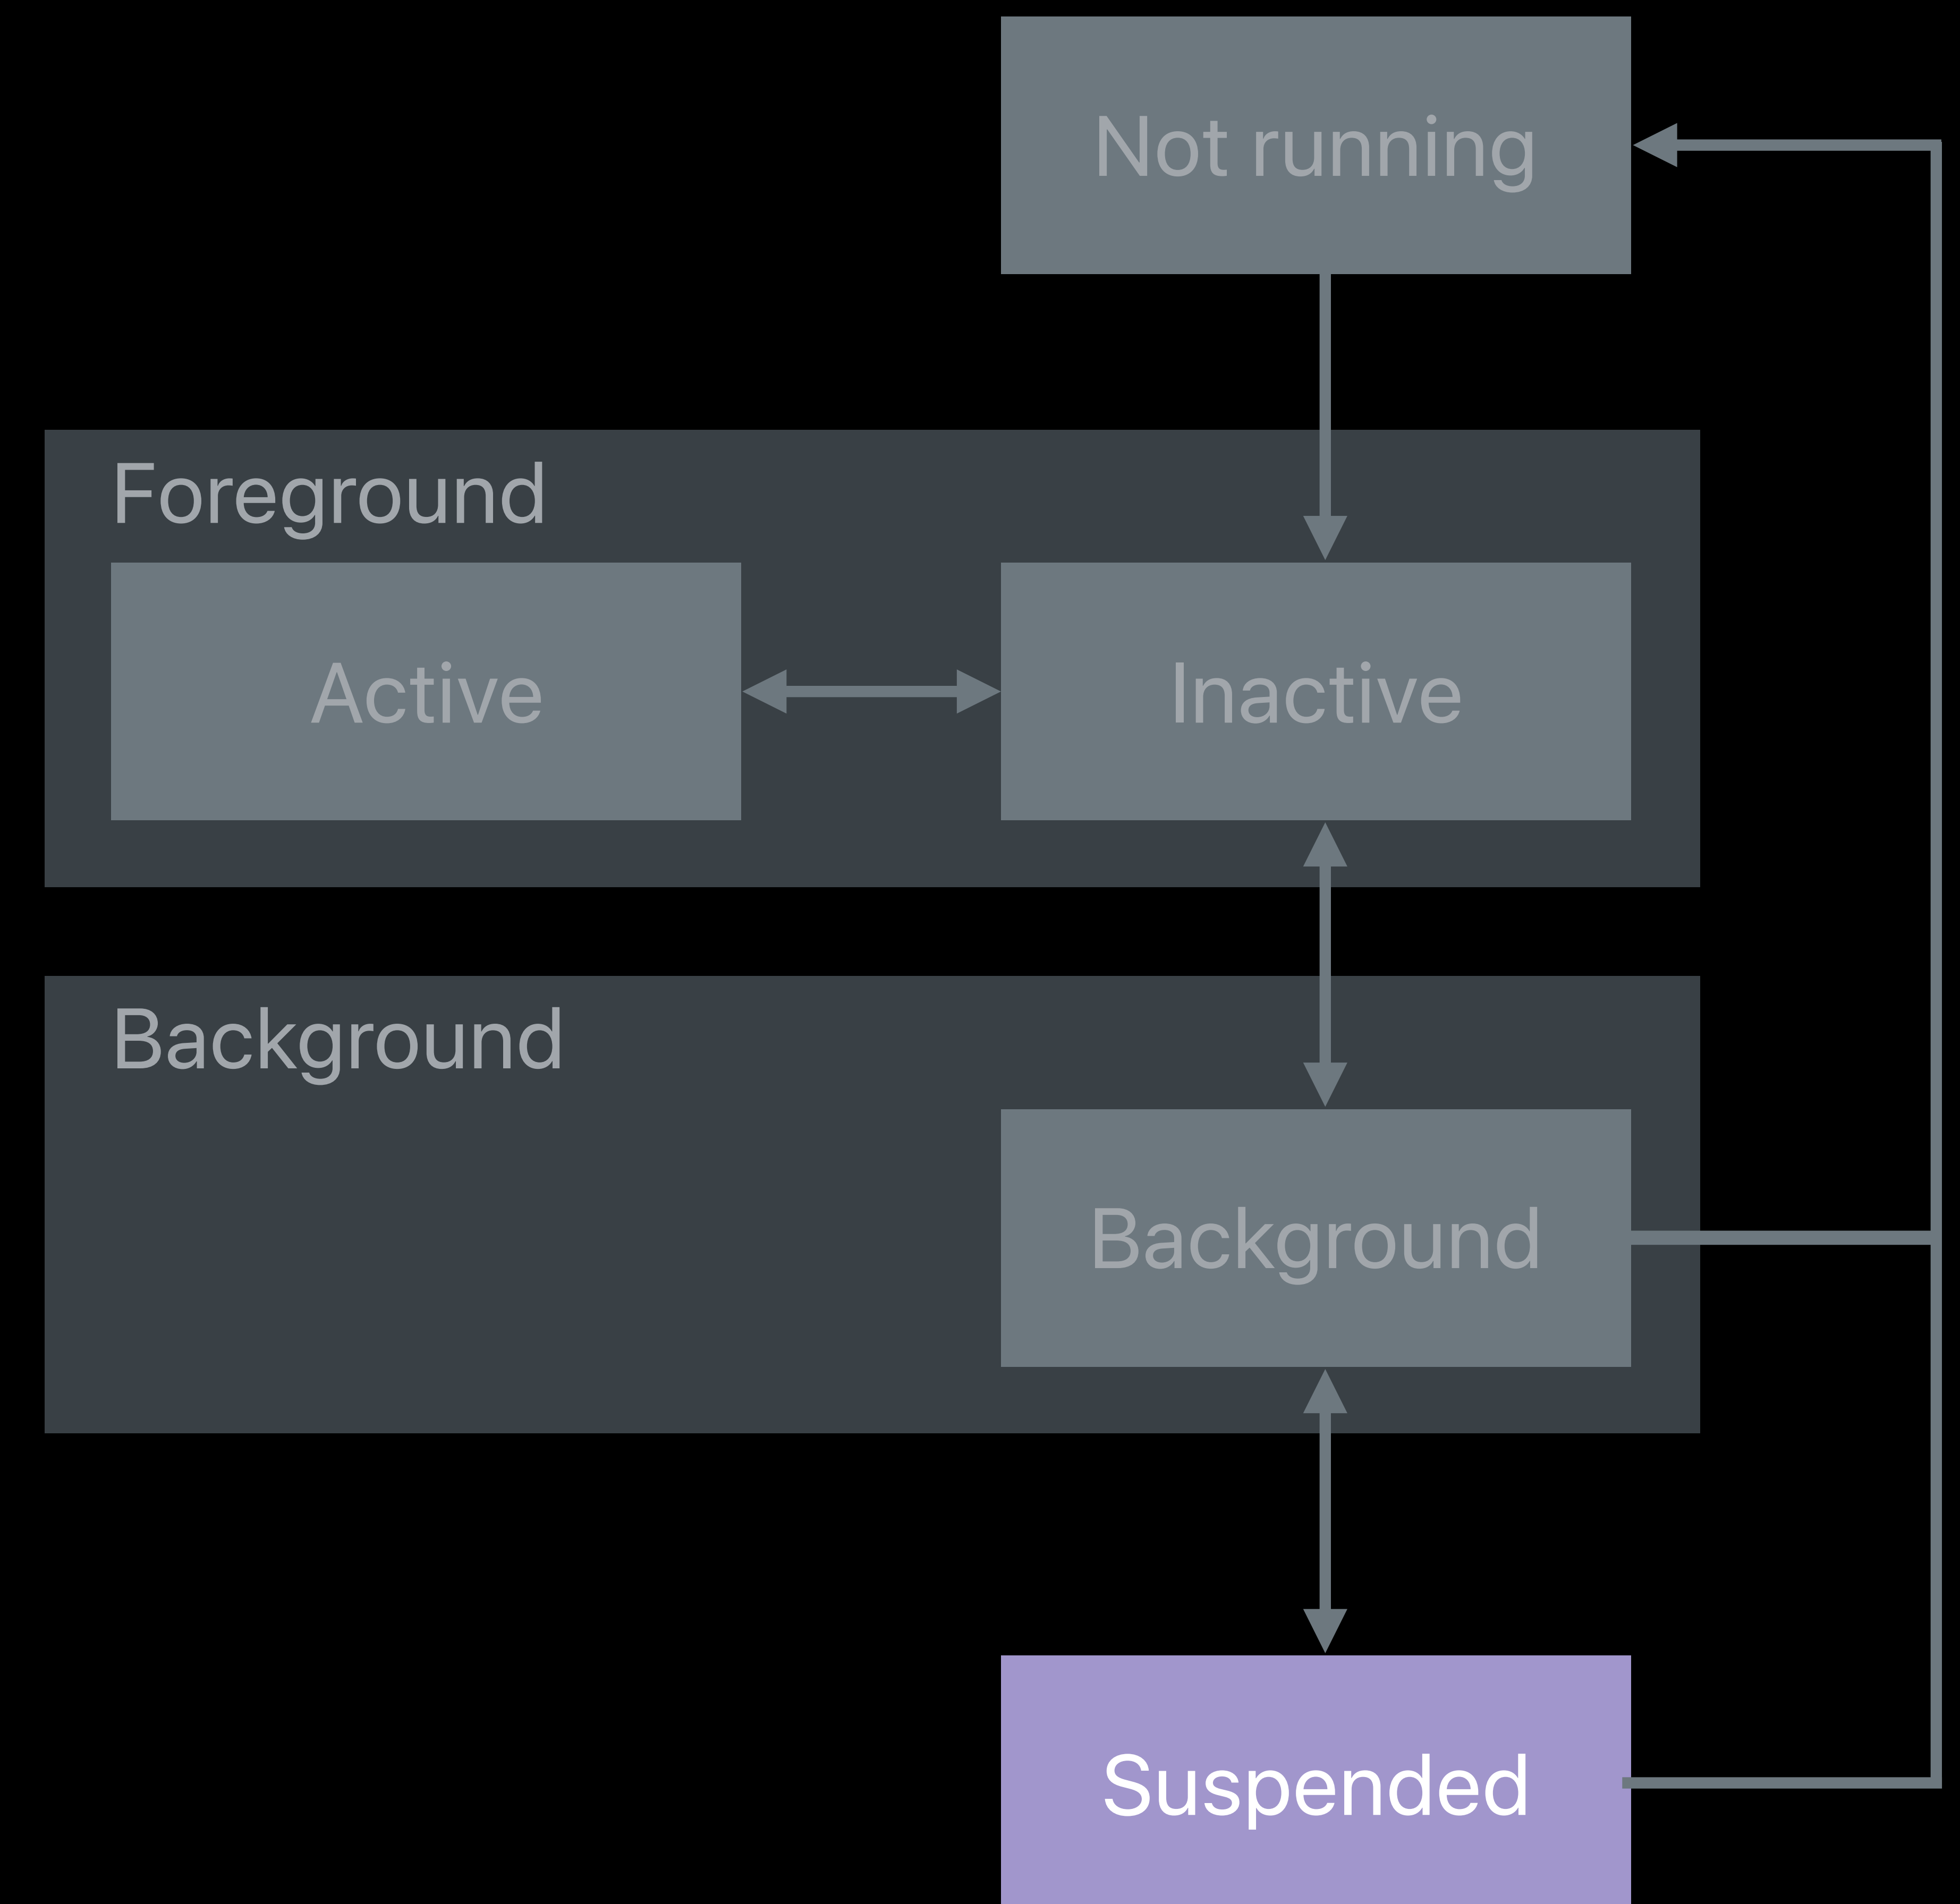 Not running
Foreground
Active
Inactive
Background
Background
Suspended